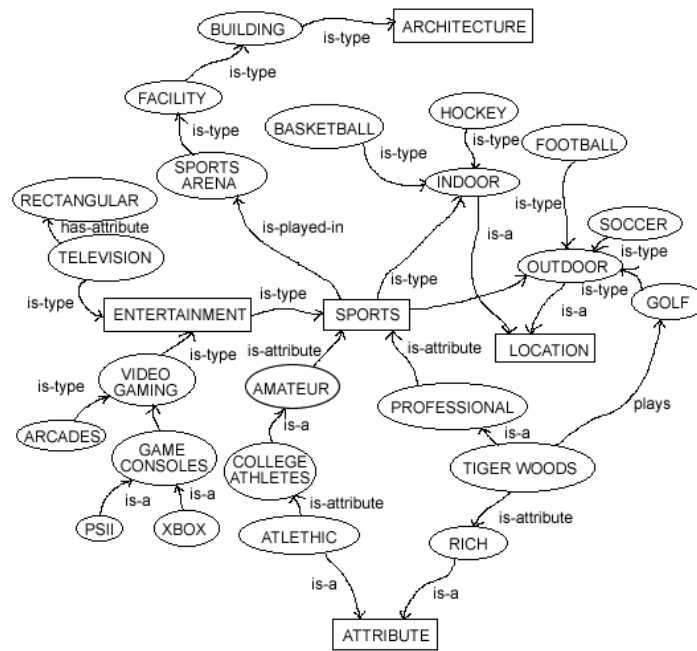 BUILDING
is-type
ARCHITECTURE
is-type
FACILITY
is-type
HOCKEY
is-type
BASKETBALL
is-type
FOOTBALL
SPORTS
ARENA
INDOOR
RECTANGULAR
has-attribute
is-played-in
is-a
is-type
SOCCER
is-type
TELEVISION
is-type
OUTDOOR
is-type
is-type
is-type
is-a
GOLF
ENTERTAINMENT
SPORTS
is-type
is-attribute
is-attribute
LOCATION
VIDEO
GAMING
is-type
AMATEUR
PROFESSIONAL
plays
ARCADES
is-a
is-a
GAME
CONSOLES
COLLEGE
ATHLETES
TIGER WOODS
is-a
is-a
is-attribute
is-attribute
PSII
XBOX
ATLETHIC
RICH
is-a
is-a
ATTRIBUTE